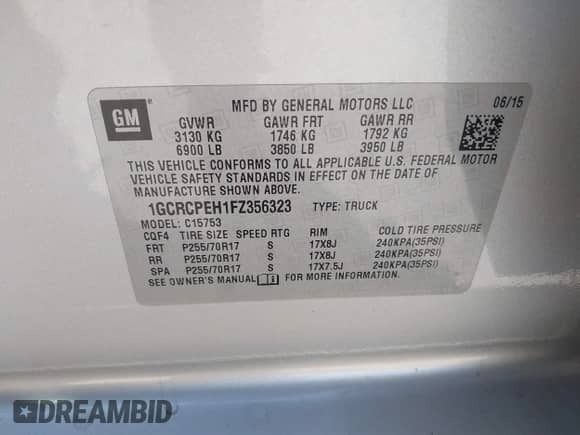 GM
MFD BY GENERAL MOTORS LLC 06/15
GVWR GAWR FRT GAWR RR
3130 KG 1746 KG 1792 KG
6900 LB 3850 LB 3950 LB
THIS VEHICLE CONFORMS TO ALL APPLICABLE U.S. FEDERAL MOTOR
VEHICLE SAFETY STANDARDS IN EFFECT ON THE DATE OF
MANUFACTURE SHOWN ABOVE.
1GCRCPEH1FZ356323 TYPE: TRUCK
MODEL: C15753
CQF4 TIRE SIZE SPEED RTG RIM COLD TIRE PRESSURE
FRT P255/70R17 S 17X8J 240KPA(35PSI)
RR P255/70R17 S 17X8J 240KPA(35PSI)
SPA P255/70R17 S 17X7.5J 240KPA(35PSI)
SEE OWNER'S MANUAL FOR MORE INFORMATION.
DREAMBID